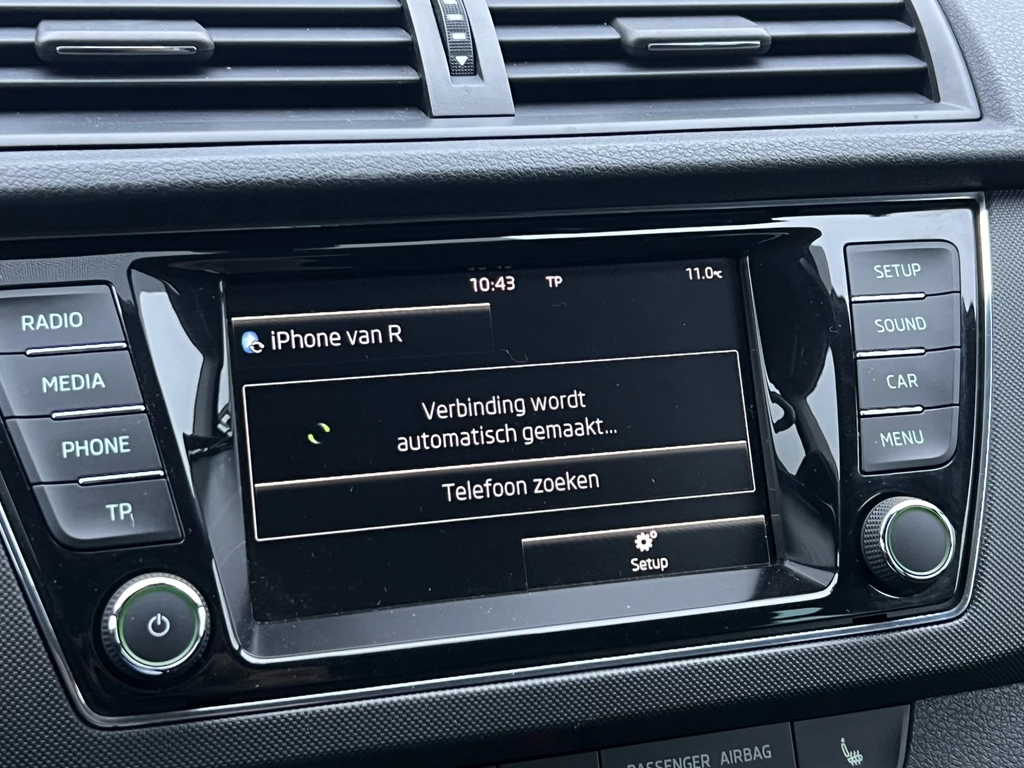 10:43 TP 11.0°C
iPhone van R
Verbinding wordt
automatisch gemaakt...
Telefoon zoeken
Setup
RADIO
MEDIA
PHONE
TP
SETUP
SOUND
CAR
MENU
PASSENGER AIRBAG